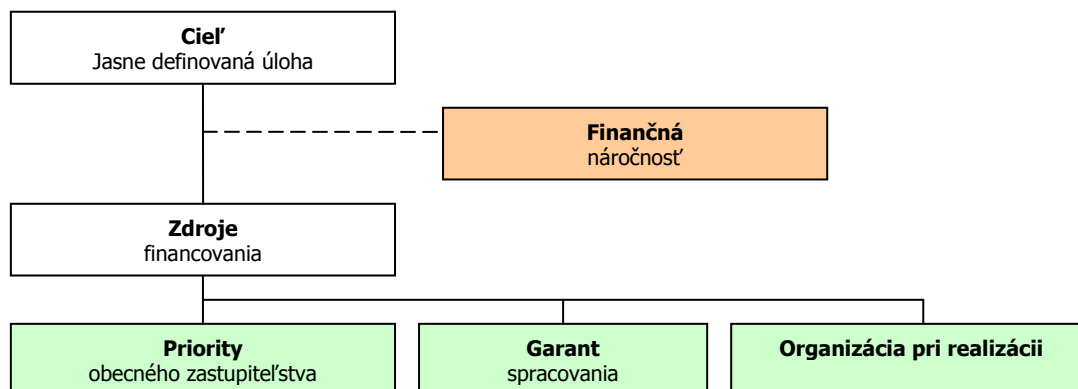 Cieľ
Jasne definovaná úloha
Finančná
náročnosť
Zdroje
financovania
Priority
obecného zastupiteľstva
Garant
spracovania
Organizácia pri realizácii